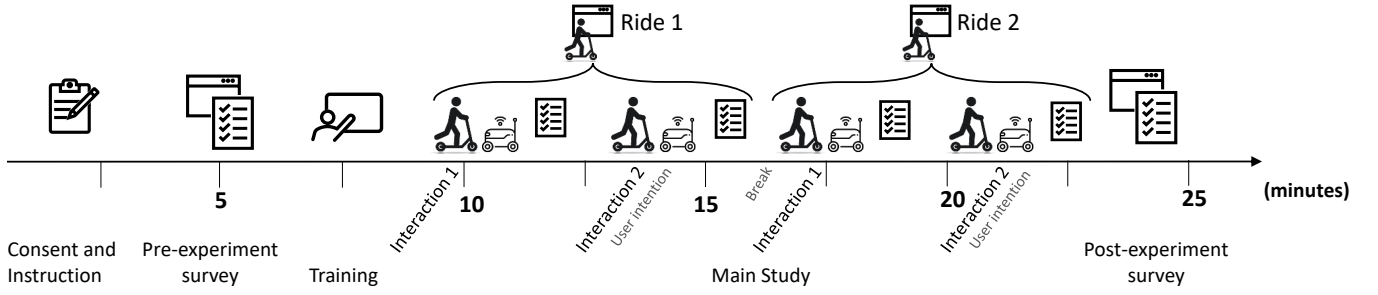 Ride 1
Ride 2
Interaction 1
Interaction 2
User intention
Break
Interaction 1
Interaction 2
User intention
5
10
15
20
25
(minutes)
Consent and
Instruction
Pre-experiment
survey
Training
Main Study
Post-experiment
survey